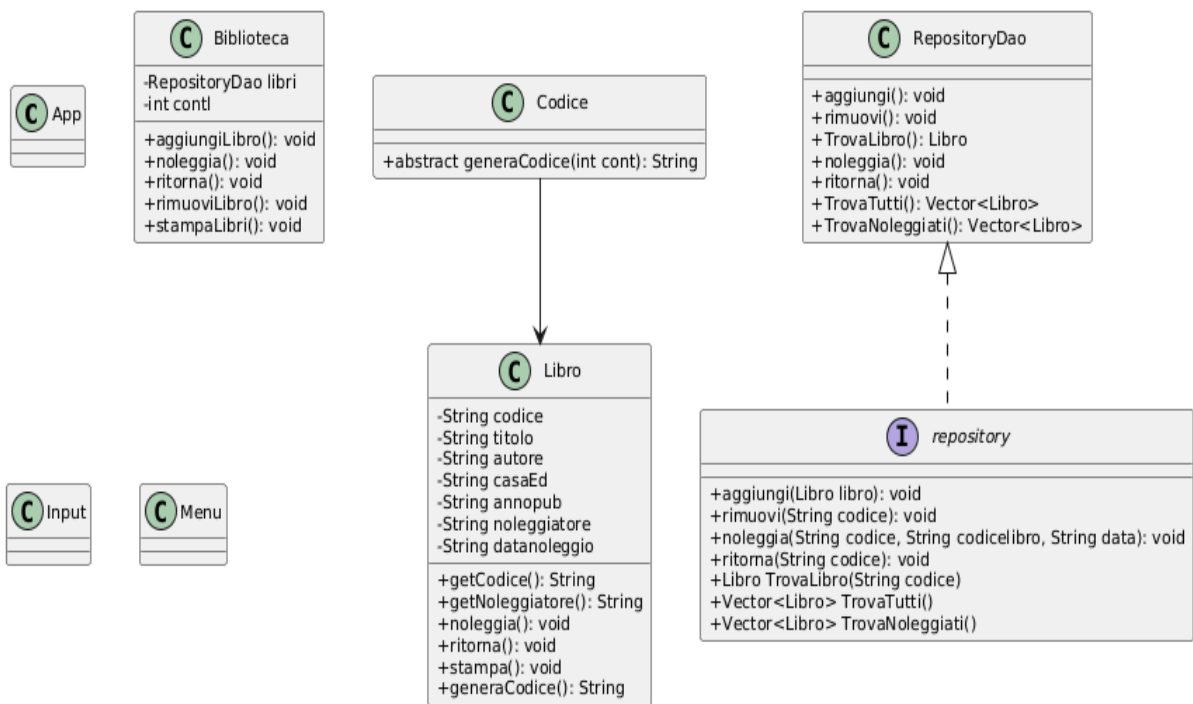 C App
C Biblioteca
-RepositoryDao libri
-int contl
+aggiungiLibro(): void
+noleggia(): void
+ritorna(): void
+rimuoviLibro(): void
+stampaLibri(): void
C Codice
+abstract generaCodice(int cont): String
C RepositoryDao
+aggiungi(): void
+rimuovi(): void
+TrovaLibro(): Libro
+noleggia(): void
+ritorna(): void
+TrovaTutti(): Vector<Libro>
+TrovaNoleggiati(): Vector<Libro>
C Input
C Menu
C Libro
-String codice
-String titolo
-String autore
-String casaEd
-String annopub
-String noleggiatore
-String datanoleggio
+getCodice(): String
+getNoleggiatore(): String
+noleggia(): void
+ritorna(): void
+stampa(): void
+generaCodice(): String
I repository
+aggiungi(Libro libro): void
+rimuovi(String codice): void
+noleggia(String codice, String codicelibro, String data): void
+ritorna(String codice): void
+Libro TrovaLibro(String codice)
+Vector<Libro> TrovaTutti()
+Vector<Libro> TrovaNoleggiati()